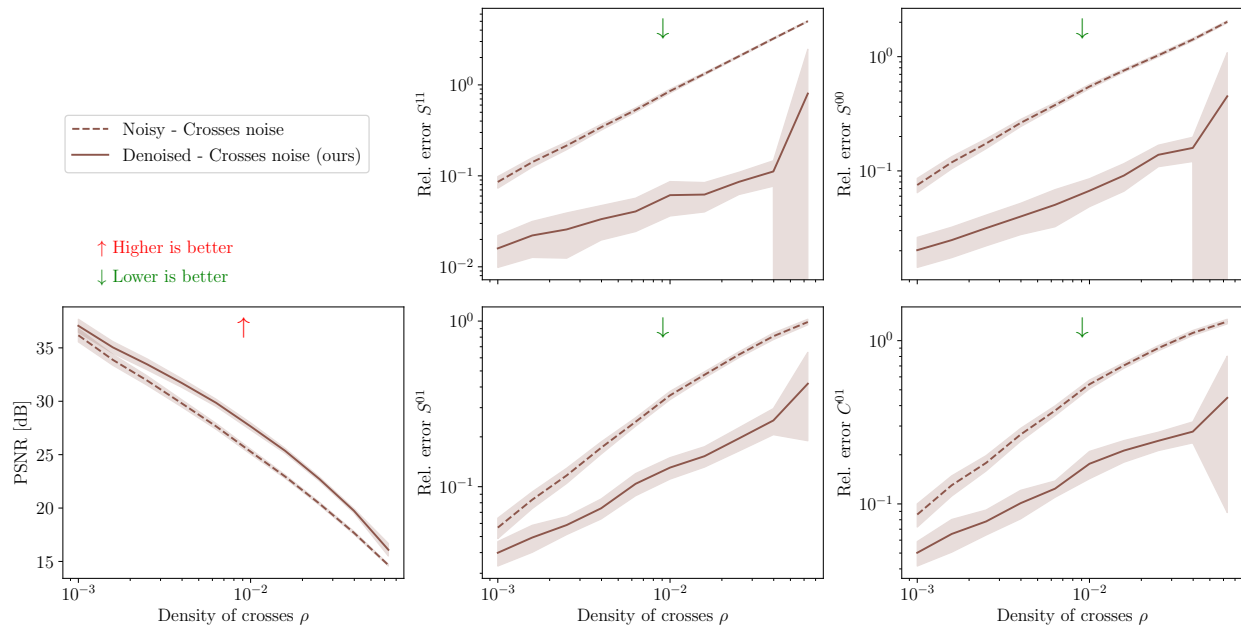 Noisy - Crosses noise
Denoised - Crosses noise (ours)
↑ Higher is better
↓ Lower is better
Rel. error S^{11}
10^0
10^{-1}
10^{-2}
↓
Rel. error S^{00}
10^0
10^{-1}
↓
PSNR [dB]
35
30
25
20
15
↑
10^{-3}
10^{-2}
Density of crosses ρ
Rel. error S^{01}
10^0
10^{-1}
↓
10^{-3}
10^{-2}
Density of crosses ρ
Rel. error C^{01}
10^0
10^{-1}
↓
10^{-3}
10^{-2}
Density of crosses ρ